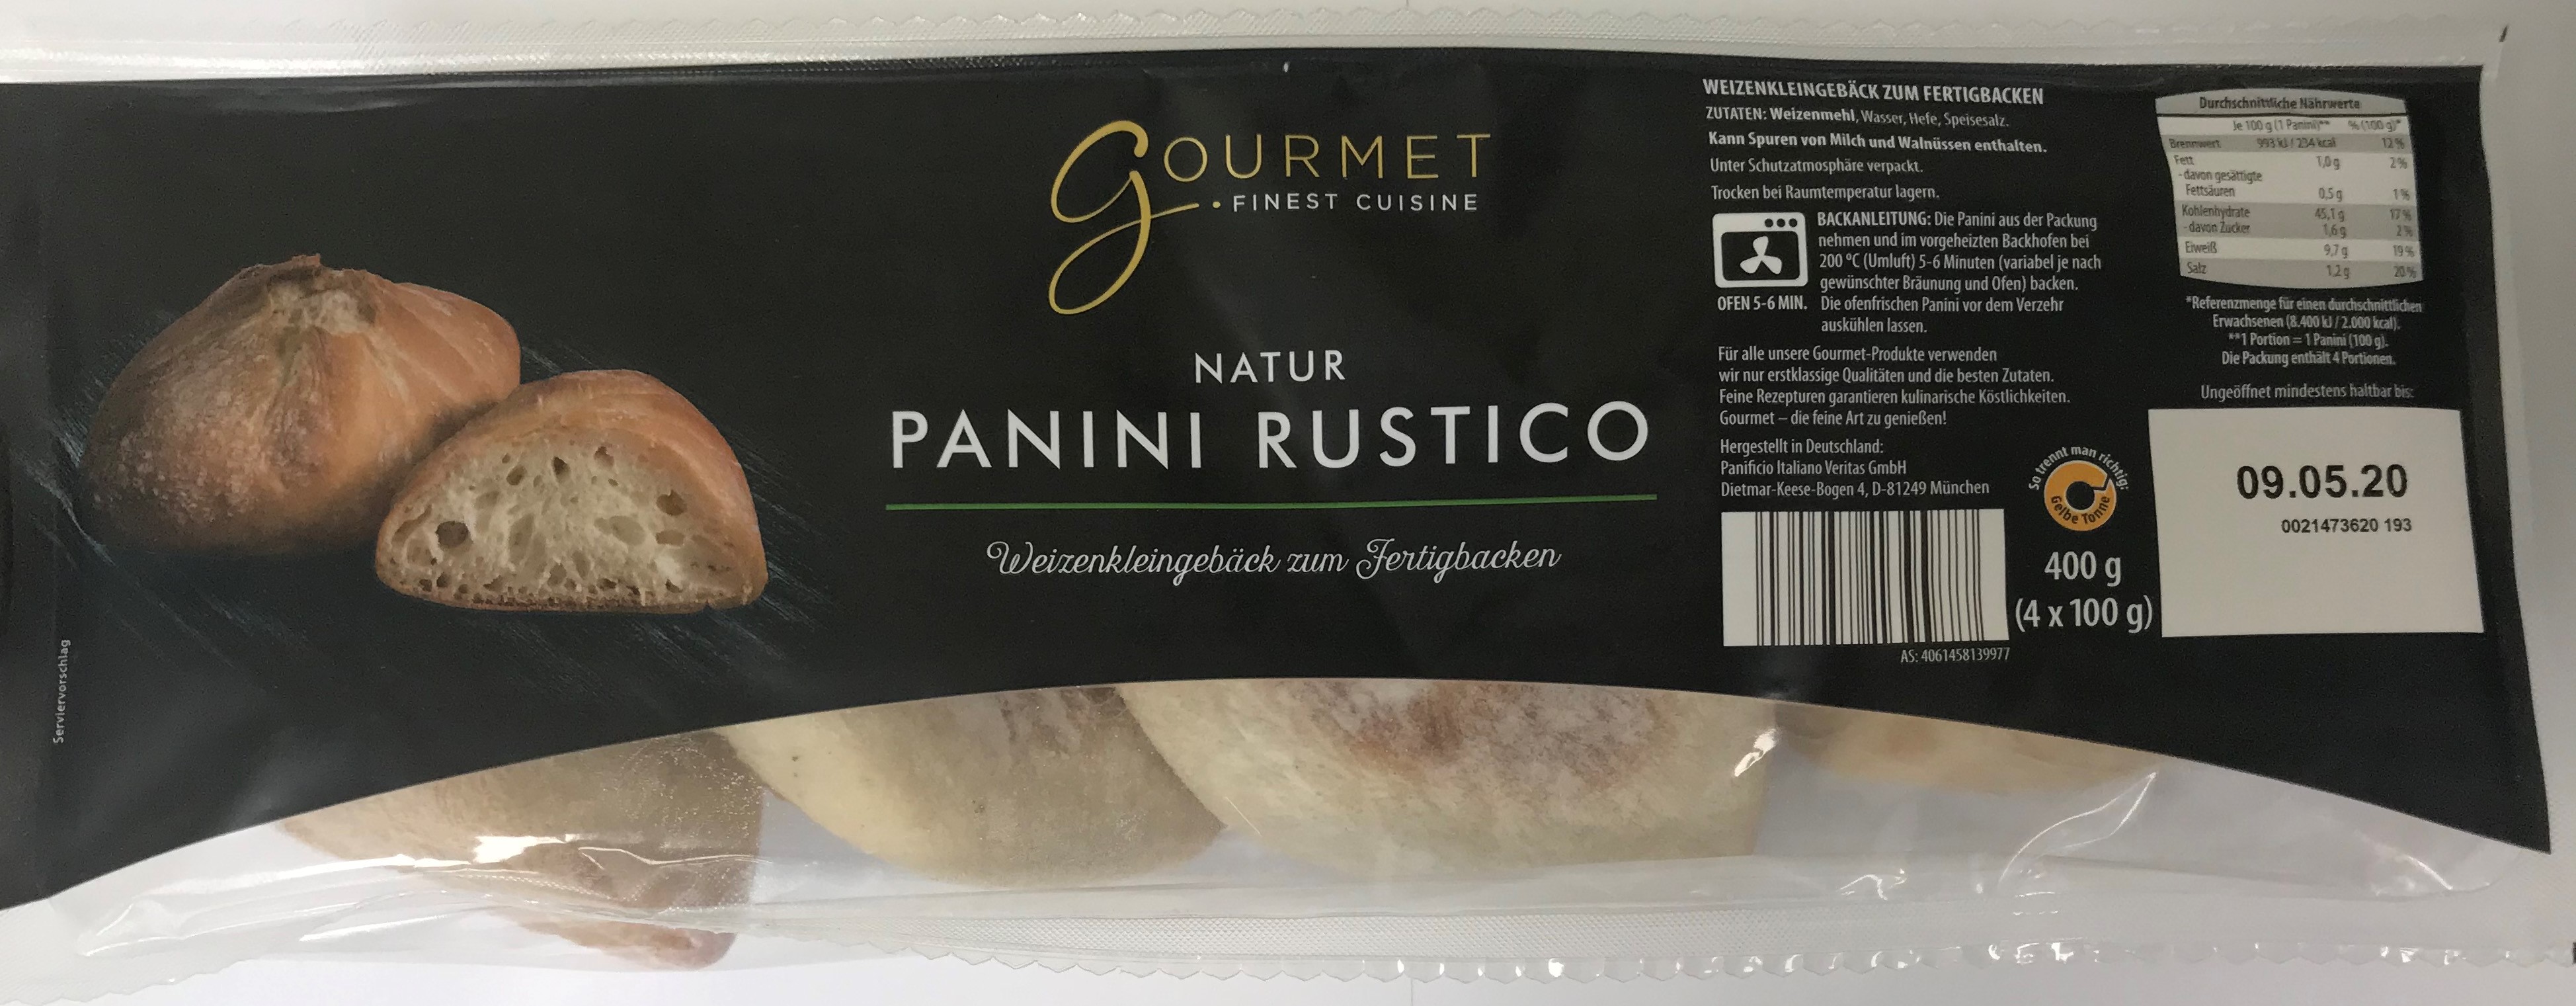 GOURMET
• FINEST CUISINE
NATUR
PANINI RUSTICO
Weizenkleingebäck zum Fertigbacken
Serviervorschlag
WEIZENKLEINGEBÄCK ZUM FERTIGBACKEN
ZUTATEN: Weizenmehl, Wasser, Hefe, Speisesalz.
Kann Spuren von Milch und Walnüssen enthalten.
Unter Schutzatmosphäre verpackt.
Trocken bei Raumtemperatur lagern.
BACKANLEITUNG: Die Panini aus der Packung
nehmen und im vorgeheizten Backhofen bei
200 °C (Umluft) 5-6 Minuten (variabel je nach
gewünschter Bräunung und Ofen) backen.
OFEN 5-6 MIN. Die ofenfrischen Panini vor dem Verzehr
auskühlen lassen.
Für alle unsere Gourmet-Produkte verwenden
wir nur erstklassige Qualitäten und die besten Zutaten.
Feine Rezepturen garantieren kulinarische Köstlichkeiten.
Gourmet – die feine Art zu genießen!
Hergestellt in Deutschland:
Panificio Italiano Veritas GmbH
Dietmar-Keese-Bogen 4, D-81249 München
So trennt man richtig:
Gelbe Tonne
AS: 4061458139977
400 g
(4 x 100 g)
Durchschnittliche Nährwerte
Je 100 g (1 Panini)** % (100 g)*
Brennwert 993 kJ / 234 kcal 12 %
Fett 1,0 g 2 %
- davon gesättigte
Fettsäuren 0,5 g 1 %
Kohlenhydrate 45,1 g 17 %
- davon Zucker 1,6 g 2 %
Eiweiß 9,7 g 19 %
Salz 1,2 g 20 %
*Referenzmenge für einen durchschnittlichen
Erwachsenen (8.400 kJ / 2.000 kcal).
**1 Portion = 1 Panini (100 g).
Die Packung enthält 4 Portionen.
Ungeöffnet mindestens haltbar bis:
09.05.20
0021473620 193